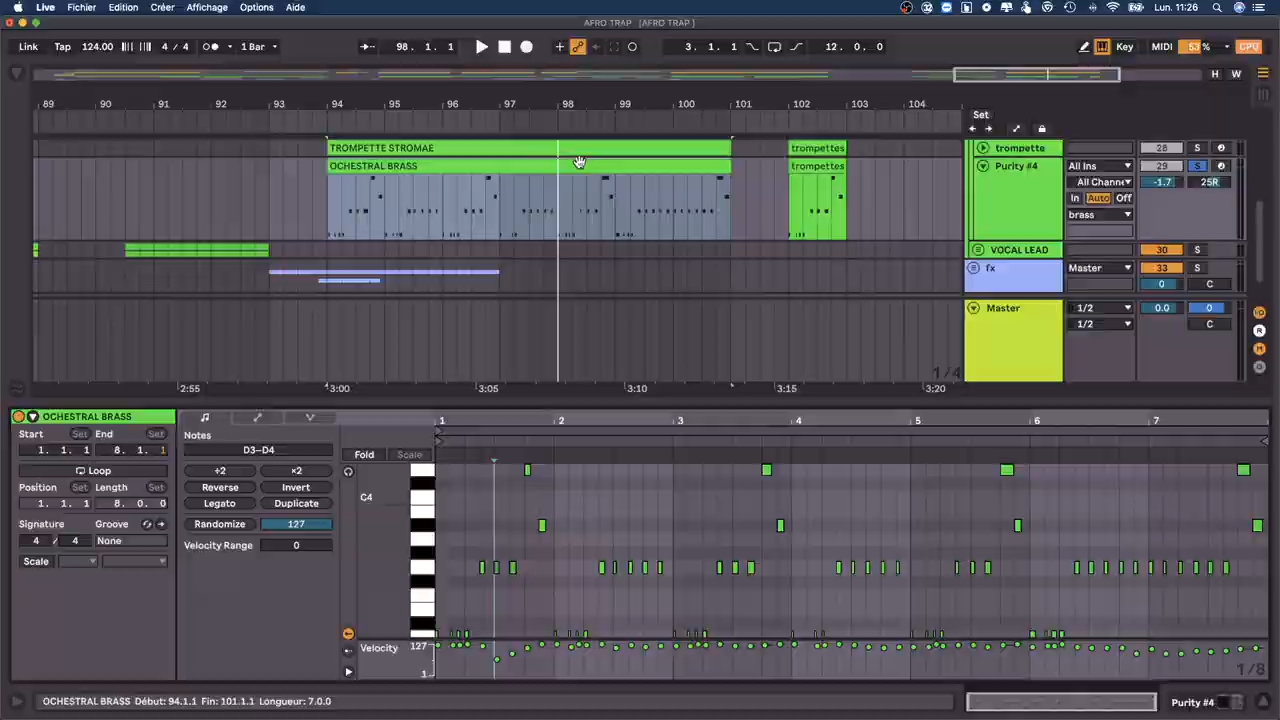 Live Fichier Edition Créer Affichage Options Aide Lun. 11:26
AFRO TRAP [AFRO TRAP]
Link Tap 124.00 4 / 4 1 Bar 98. 1. 1 3. 1. 1 12. 0. 0 Key MIDI 53 % CPU
H W
89 90 91 92 93 94 95 96 97 98 99 100 101 102 103 104
Set
TROMPETTE STROMAE trompettes trompette 28 S
OCHESTRAL BRASS trompettes Purity #4 All Ins 29 S
All Channe -1.7 25R
In Auto Off
brass
VOCAL LEAD 30 S
fx Master 33 S
0 C
Master 1/2 0.0 0
1/2 C
1/4
2:55 3:00 3:05 3:10 3:15 3:20
OCHESTRAL BRASS
1 2 3 4 5 6 7
Start Set End Set Notes
1. 1. 1 8. 1. 1 D3-D4
Fold Scale
Loop ÷2 ×2
Position Set Length Set Reverse Invert
1. 1. 1 8. 0. 0 Legato Duplicate
C4
Signature Groove Randomize 127
4 / 4 None
Velocity Range 0
Scale
Velocity 127
1
1/8
OCHESTRAL BRASS Début: 94.1.1 Fin: 101.1.1 Longueur: 7.0.0 Purity #4